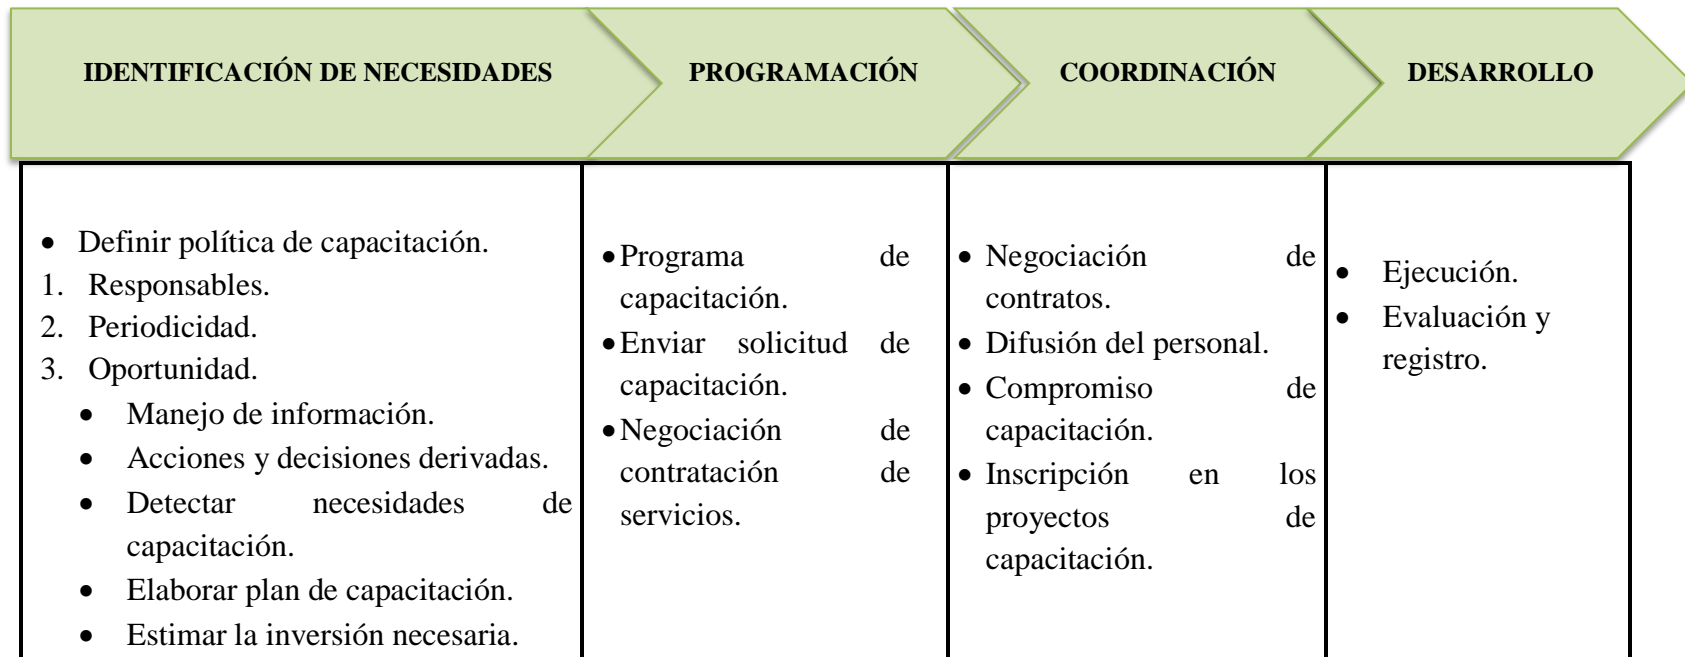 IDENTIFICACIÓN DE NECESIDADES
PROGRAMACIÓN
COORDINACIÓN
DESARROLLO
• Definir política de capacitación.
1. Responsables.
2. Periodicidad.
3. Oportunidad.
• Manejo de información.
• Acciones y decisiones derivadas.
• Detectar necesidades de
capacitación.
• Elaborar plan de capacitación.
• Estimar la inversión necesaria.
• Programa de
capacitación.
• Enviar solicitud de
capacitación.
• Negociación de
contratación de
servicios.
• Negociación de
contratos.
• Difusión del personal.
• Compromiso de
capacitación.
• Inscripción en los
proyectos de
capacitación.
• Ejecución.
• Evaluación y
registro.